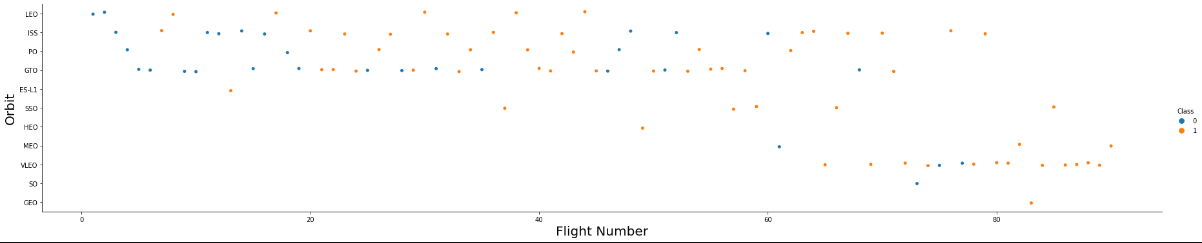 LEO
ISS
PO
GTO
ES-L1
SSO
HEO
MEO
VLEO
SO
GEO
Orbit
0 20 40 60 80
Flight Number
Class
0
1